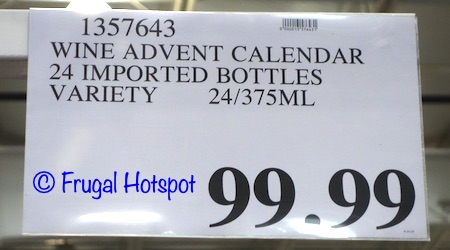 1357643
WINE ADVENT CALENDAR
24 IMPORTED BOTTLES
VARIETY 24/375ML
© Frugal Hotspot
99.99